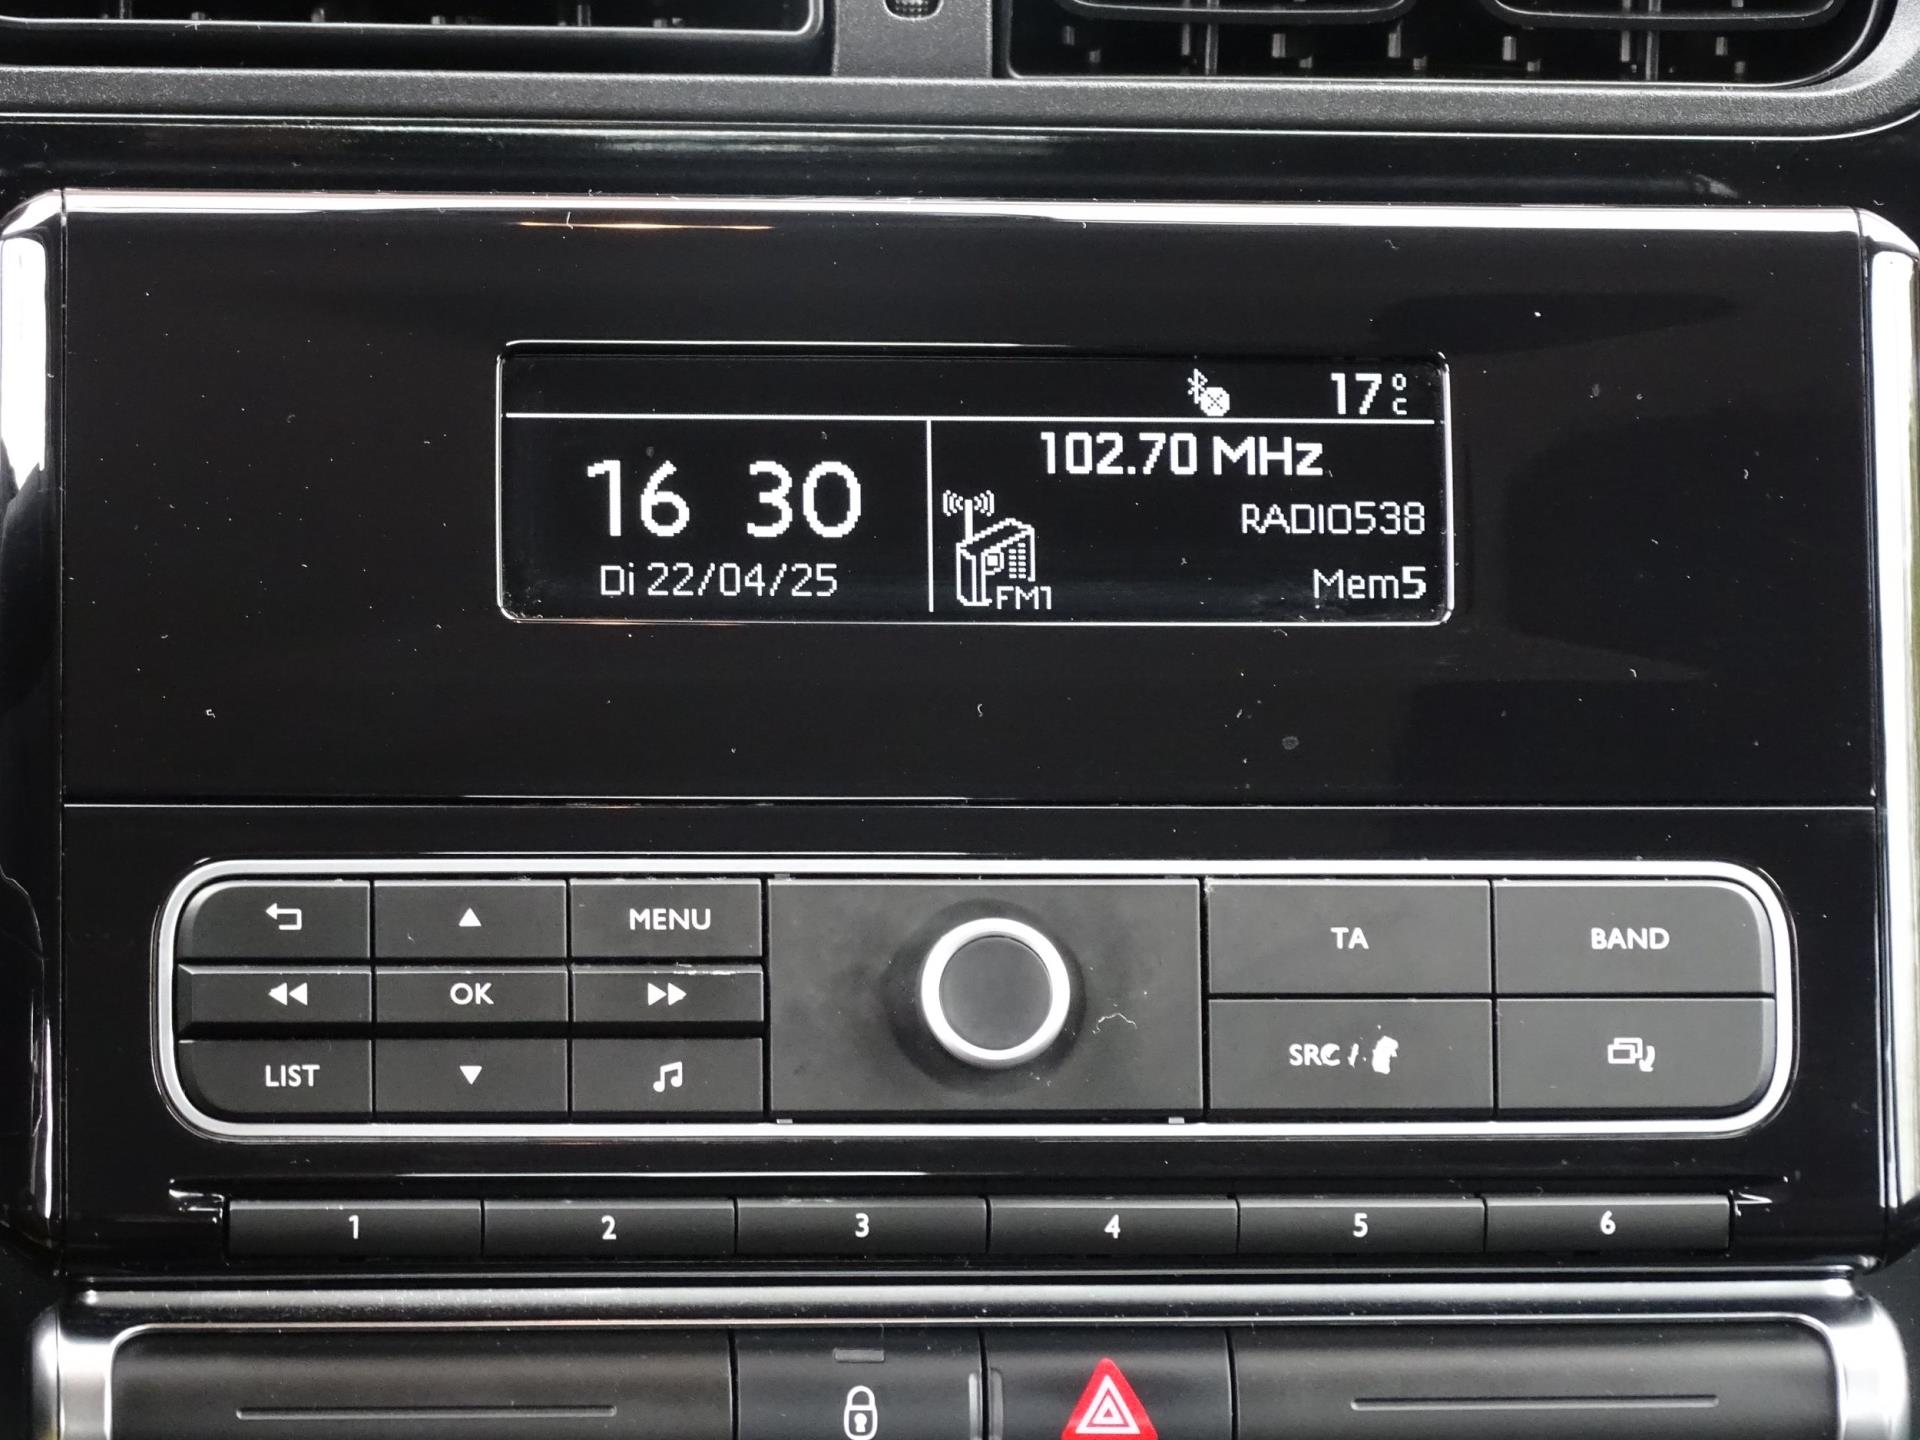 17°C
16 30
Di 22/04/25
102.70 MHz
RADIO538
FM1
Mem5
MENU
TA
BAND
OK
LIST
SRC /
1 2 3 4 5 6